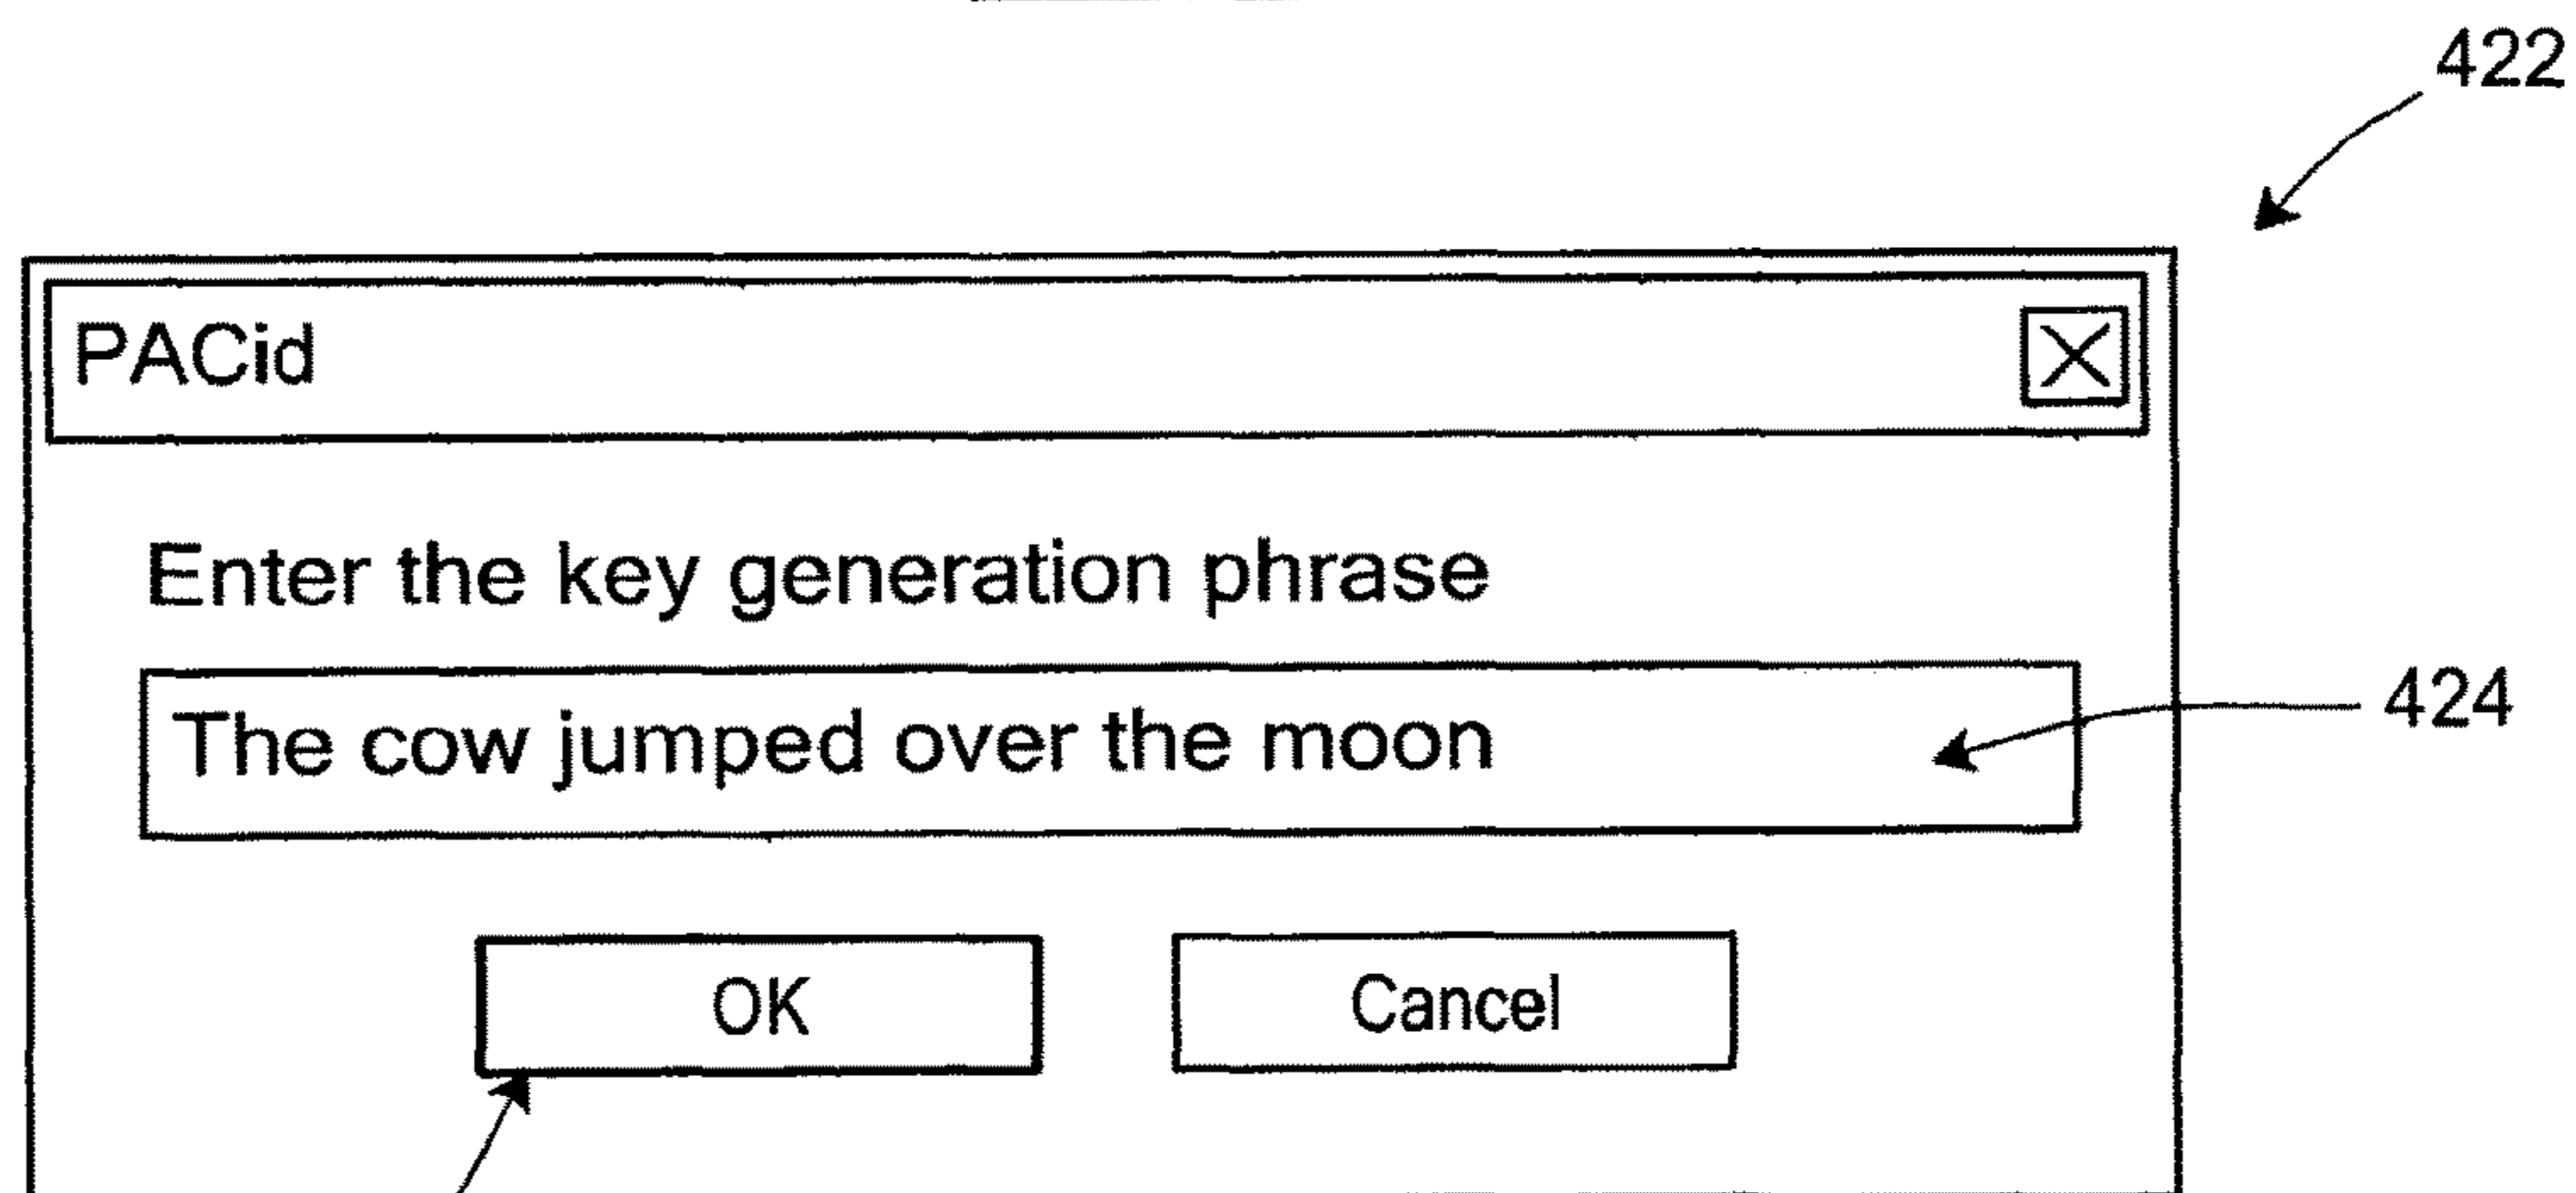 422
PACid
Enter the key generation phrase
The cow jumped over the moon
424
OK
Cancel